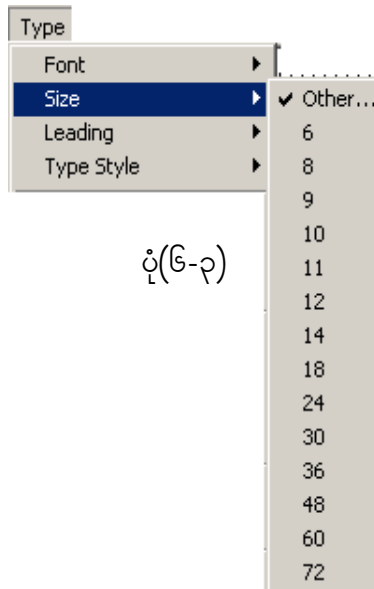 Type
Font
Size
Leading
Type Style
Other...
6
8
9
10
11
12
14
18
24
30
36
48
60
72
ပုံ(၆-၃)